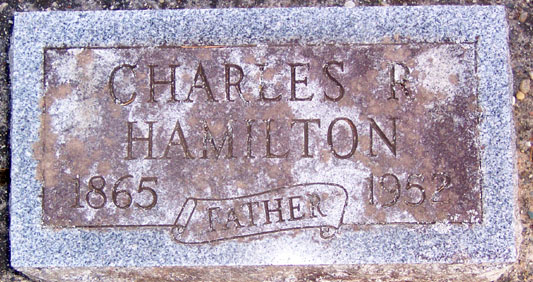 CHARLES R
HAMILTON
1865 FATHER 1952